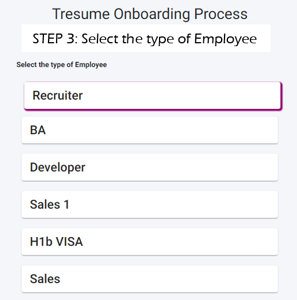 Tresume Onboarding Process
STEP 3: Select the type of Employee
Select the type of Employee
Recruiter
BA
Developer
Sales 1
H1b VISA
Sales